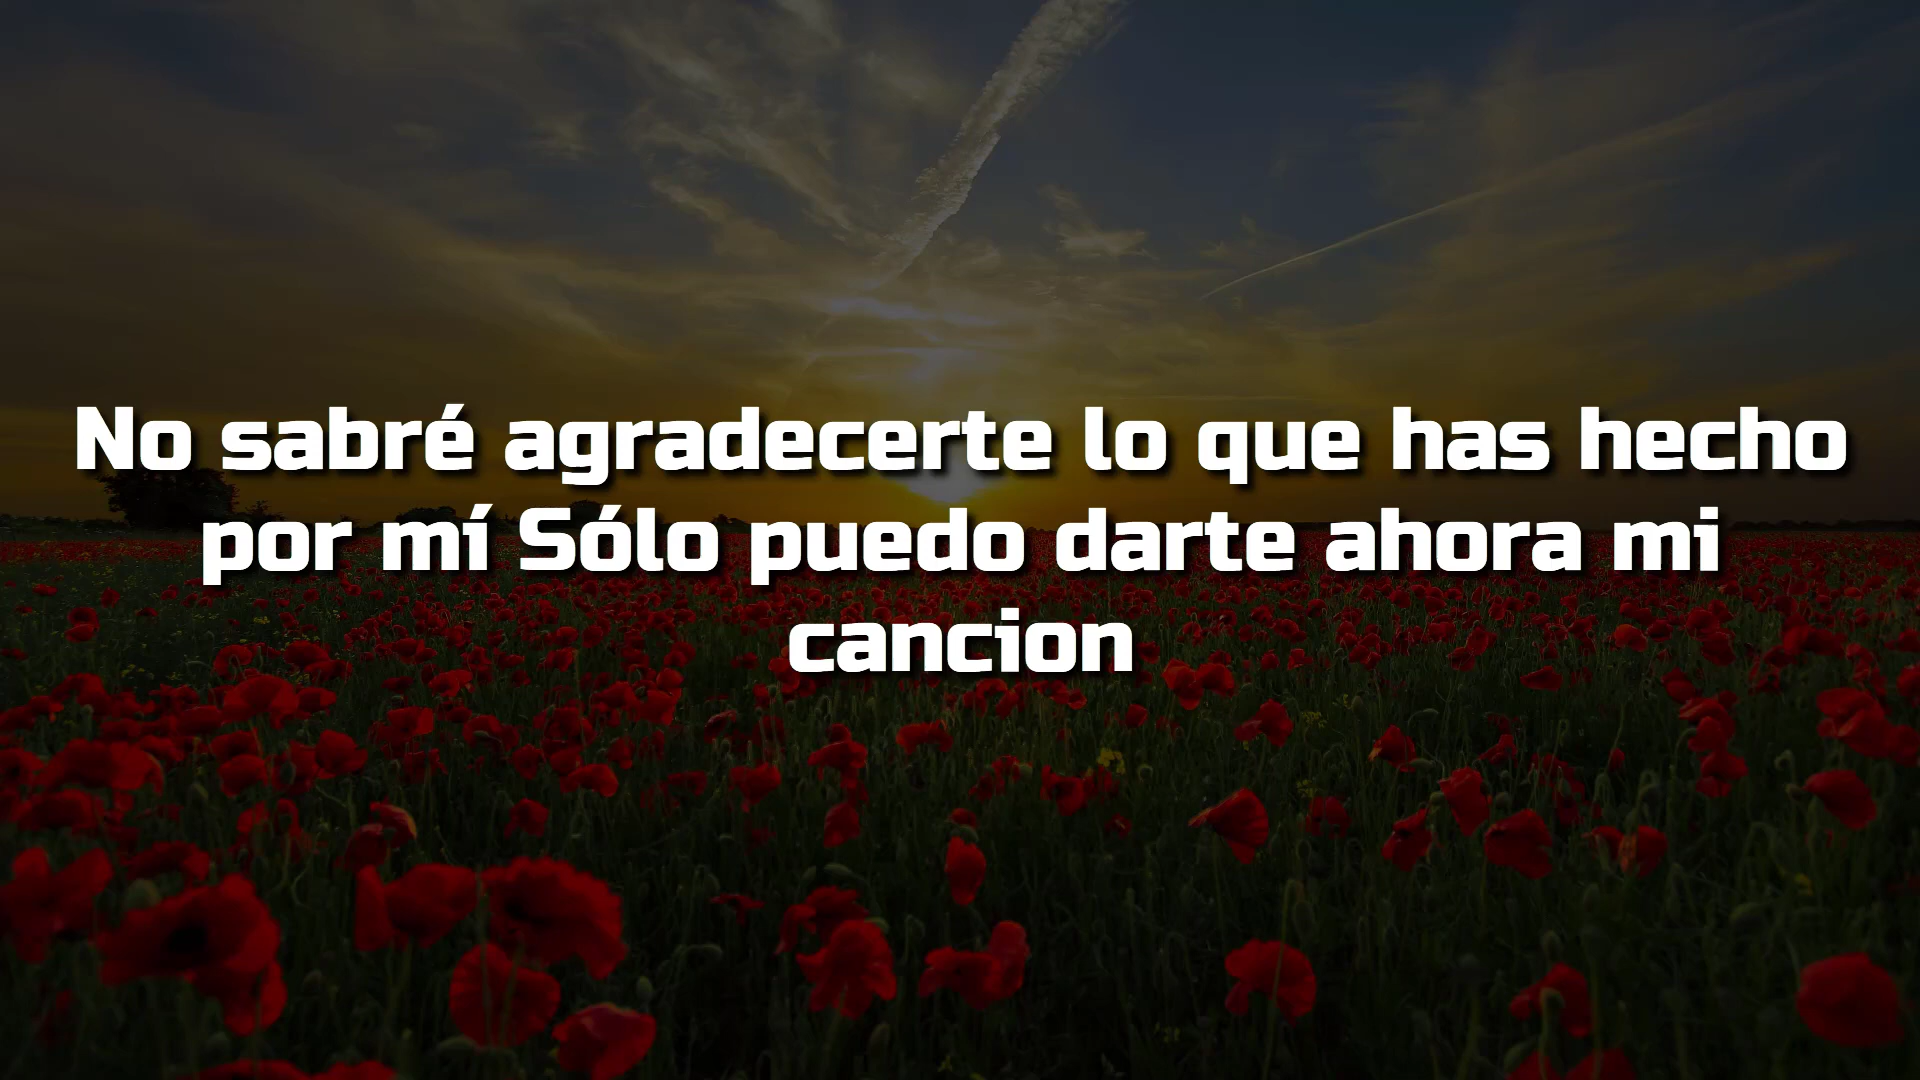 No sabré agradecerte lo que has hecho
por mí Sólo puedo darte ahora mi
cancion